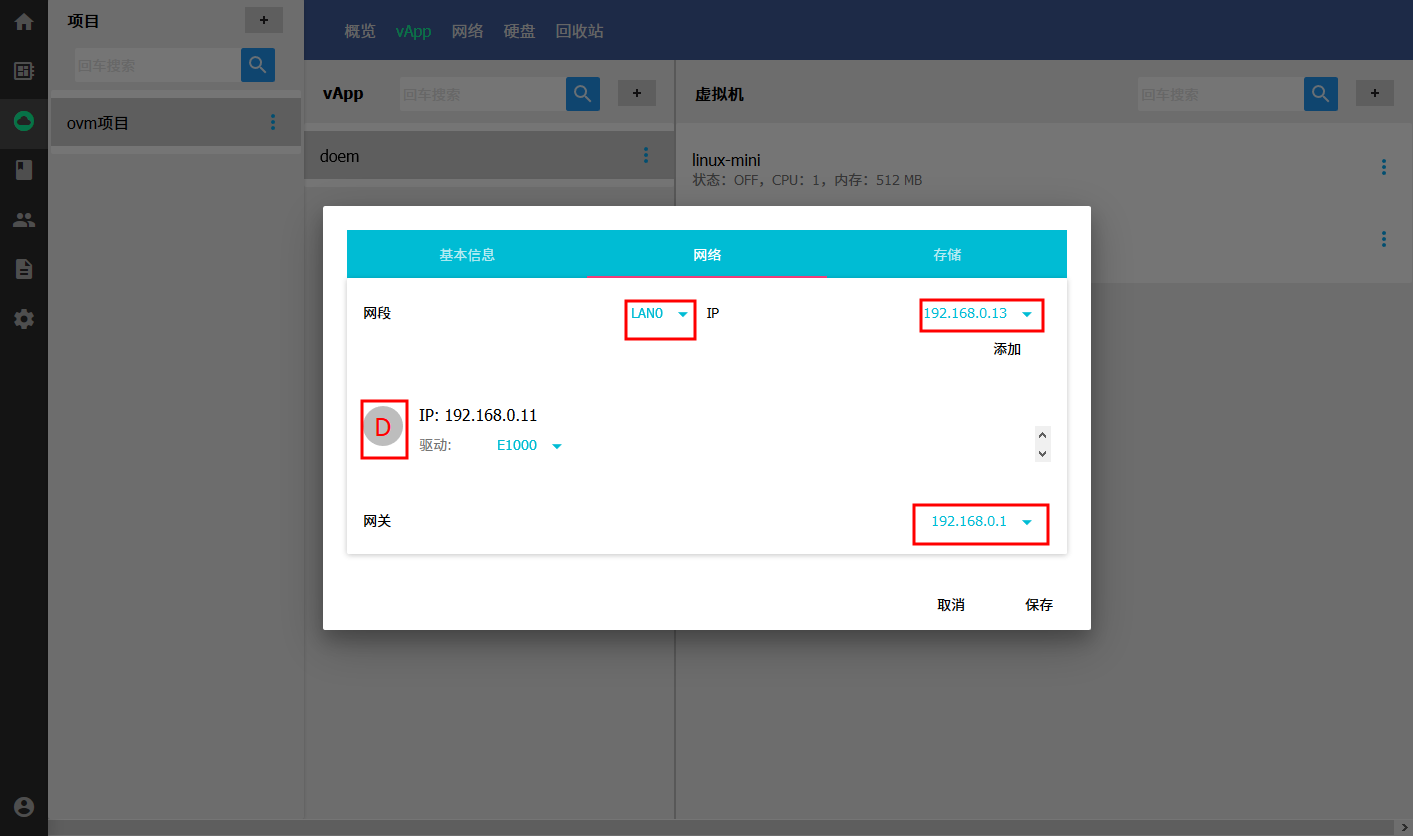 项目
+
回车搜索
ovm项目
概览 vApp 网络 硬盘 回收站
vApp
回车搜索
+
doem
虚拟机
回车搜索
+
linux-mini
状态：OFF，CPU：1，内存：512 MB
基本信息 网络 存储
网段 LAN0 IP 192.168.0.13
添加
D
IP: 192.168.0.11
驱动: E1000
网关 192.168.0.1
取消 保存